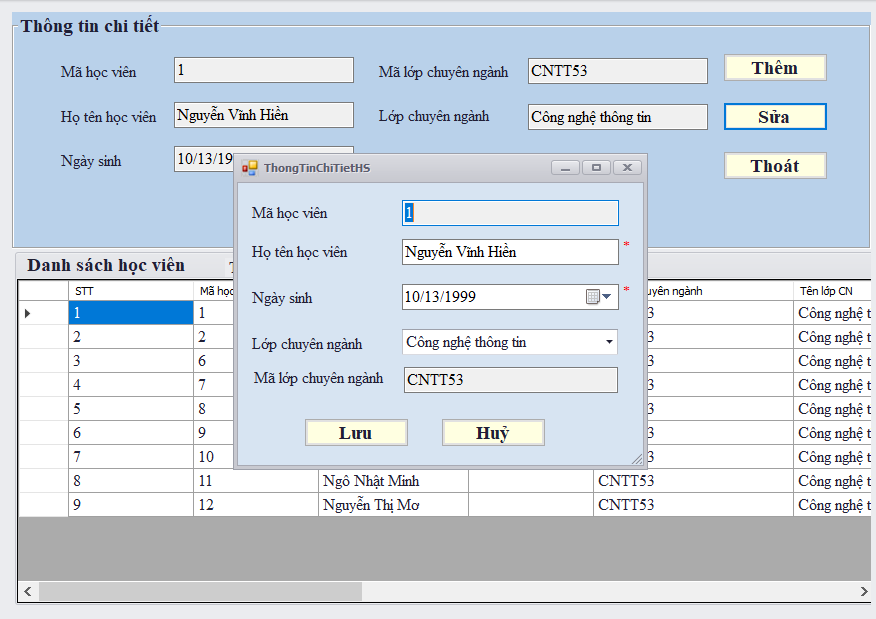 Thông tin chi tiết
Mã học viên 1 Mã lớp chuyên ngành CNTT53 Thêm
Họ tên học viên Nguyễn Vĩnh Hiền Lớp chuyên ngành Công nghệ thông tin Sửa
Ngày sinh 10/13/19 Thoát
ThongTinChiTietHS
Mã học viên 1
Họ tên học viên Nguyễn Vĩnh Hiền *
Ngày sinh 10/13/1999 *
Lớp chuyên ngành Công nghệ thông tin
Mã lớp chuyên ngành CNTT53
Lưu Huỷ
Danh sách học viên
STT Mã học yên ngành Tên lớp CN
1 1 3 Công nghệ t
2 2 3 Công nghệ t
3 6 3 Công nghệ t
4 7 3 Công nghệ t
5 8 3 Công nghệ t
6 9 3 Công nghệ t
7 10 3 Công nghệ t
8 11 Ngô Nhật Minh CNTT53 Công nghệ t
9 12 Nguyễn Thị Mơ CNTT53 Công nghệ t